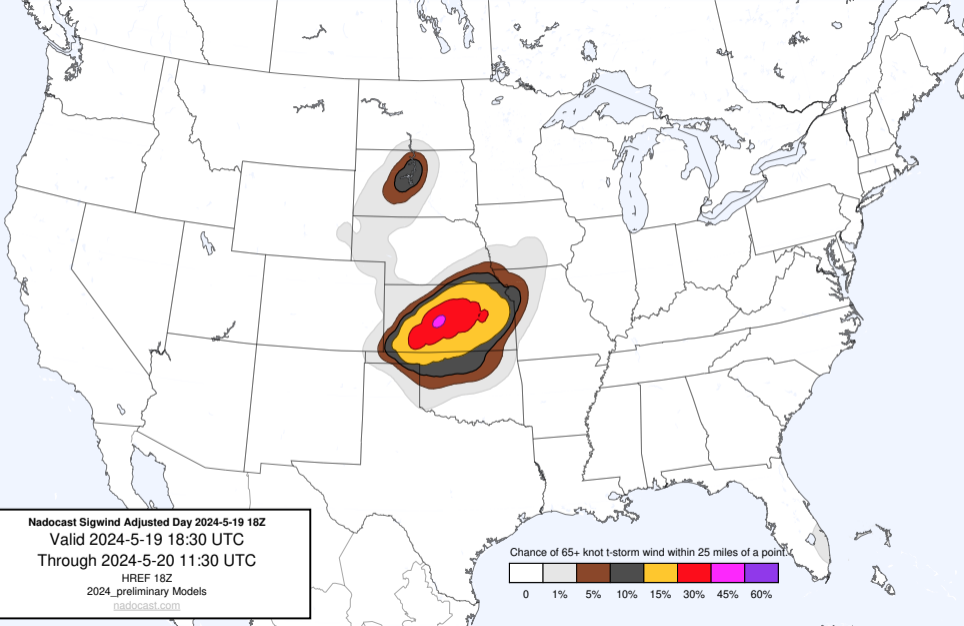 Nadocast Sigwind Adjusted Day 2024-5-19 18Z
Valid 2024-5-19 18:30 UTC
Through 2024-5-20 11:30 UTC
HREF 18Z
2024_preliminary Models
nadocast.com
Chance of 65+ knot t-storm wind within 25 miles of a point.
0 1% 5% 10% 15% 30% 45% 60%